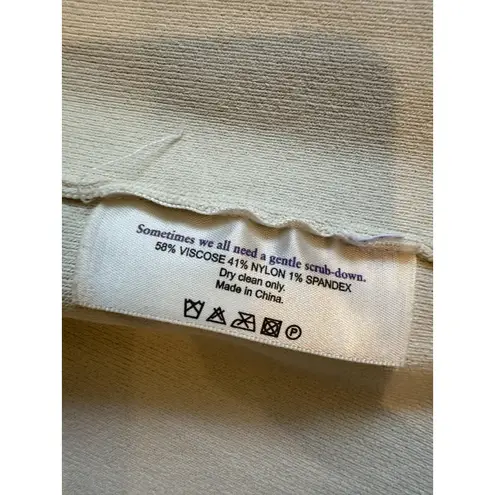 Sometimes we all need a gentle scrub-down.
58% VISCOSE 41% NYLON 1% SPANDEX
Dry clean only.
Made in China.
P